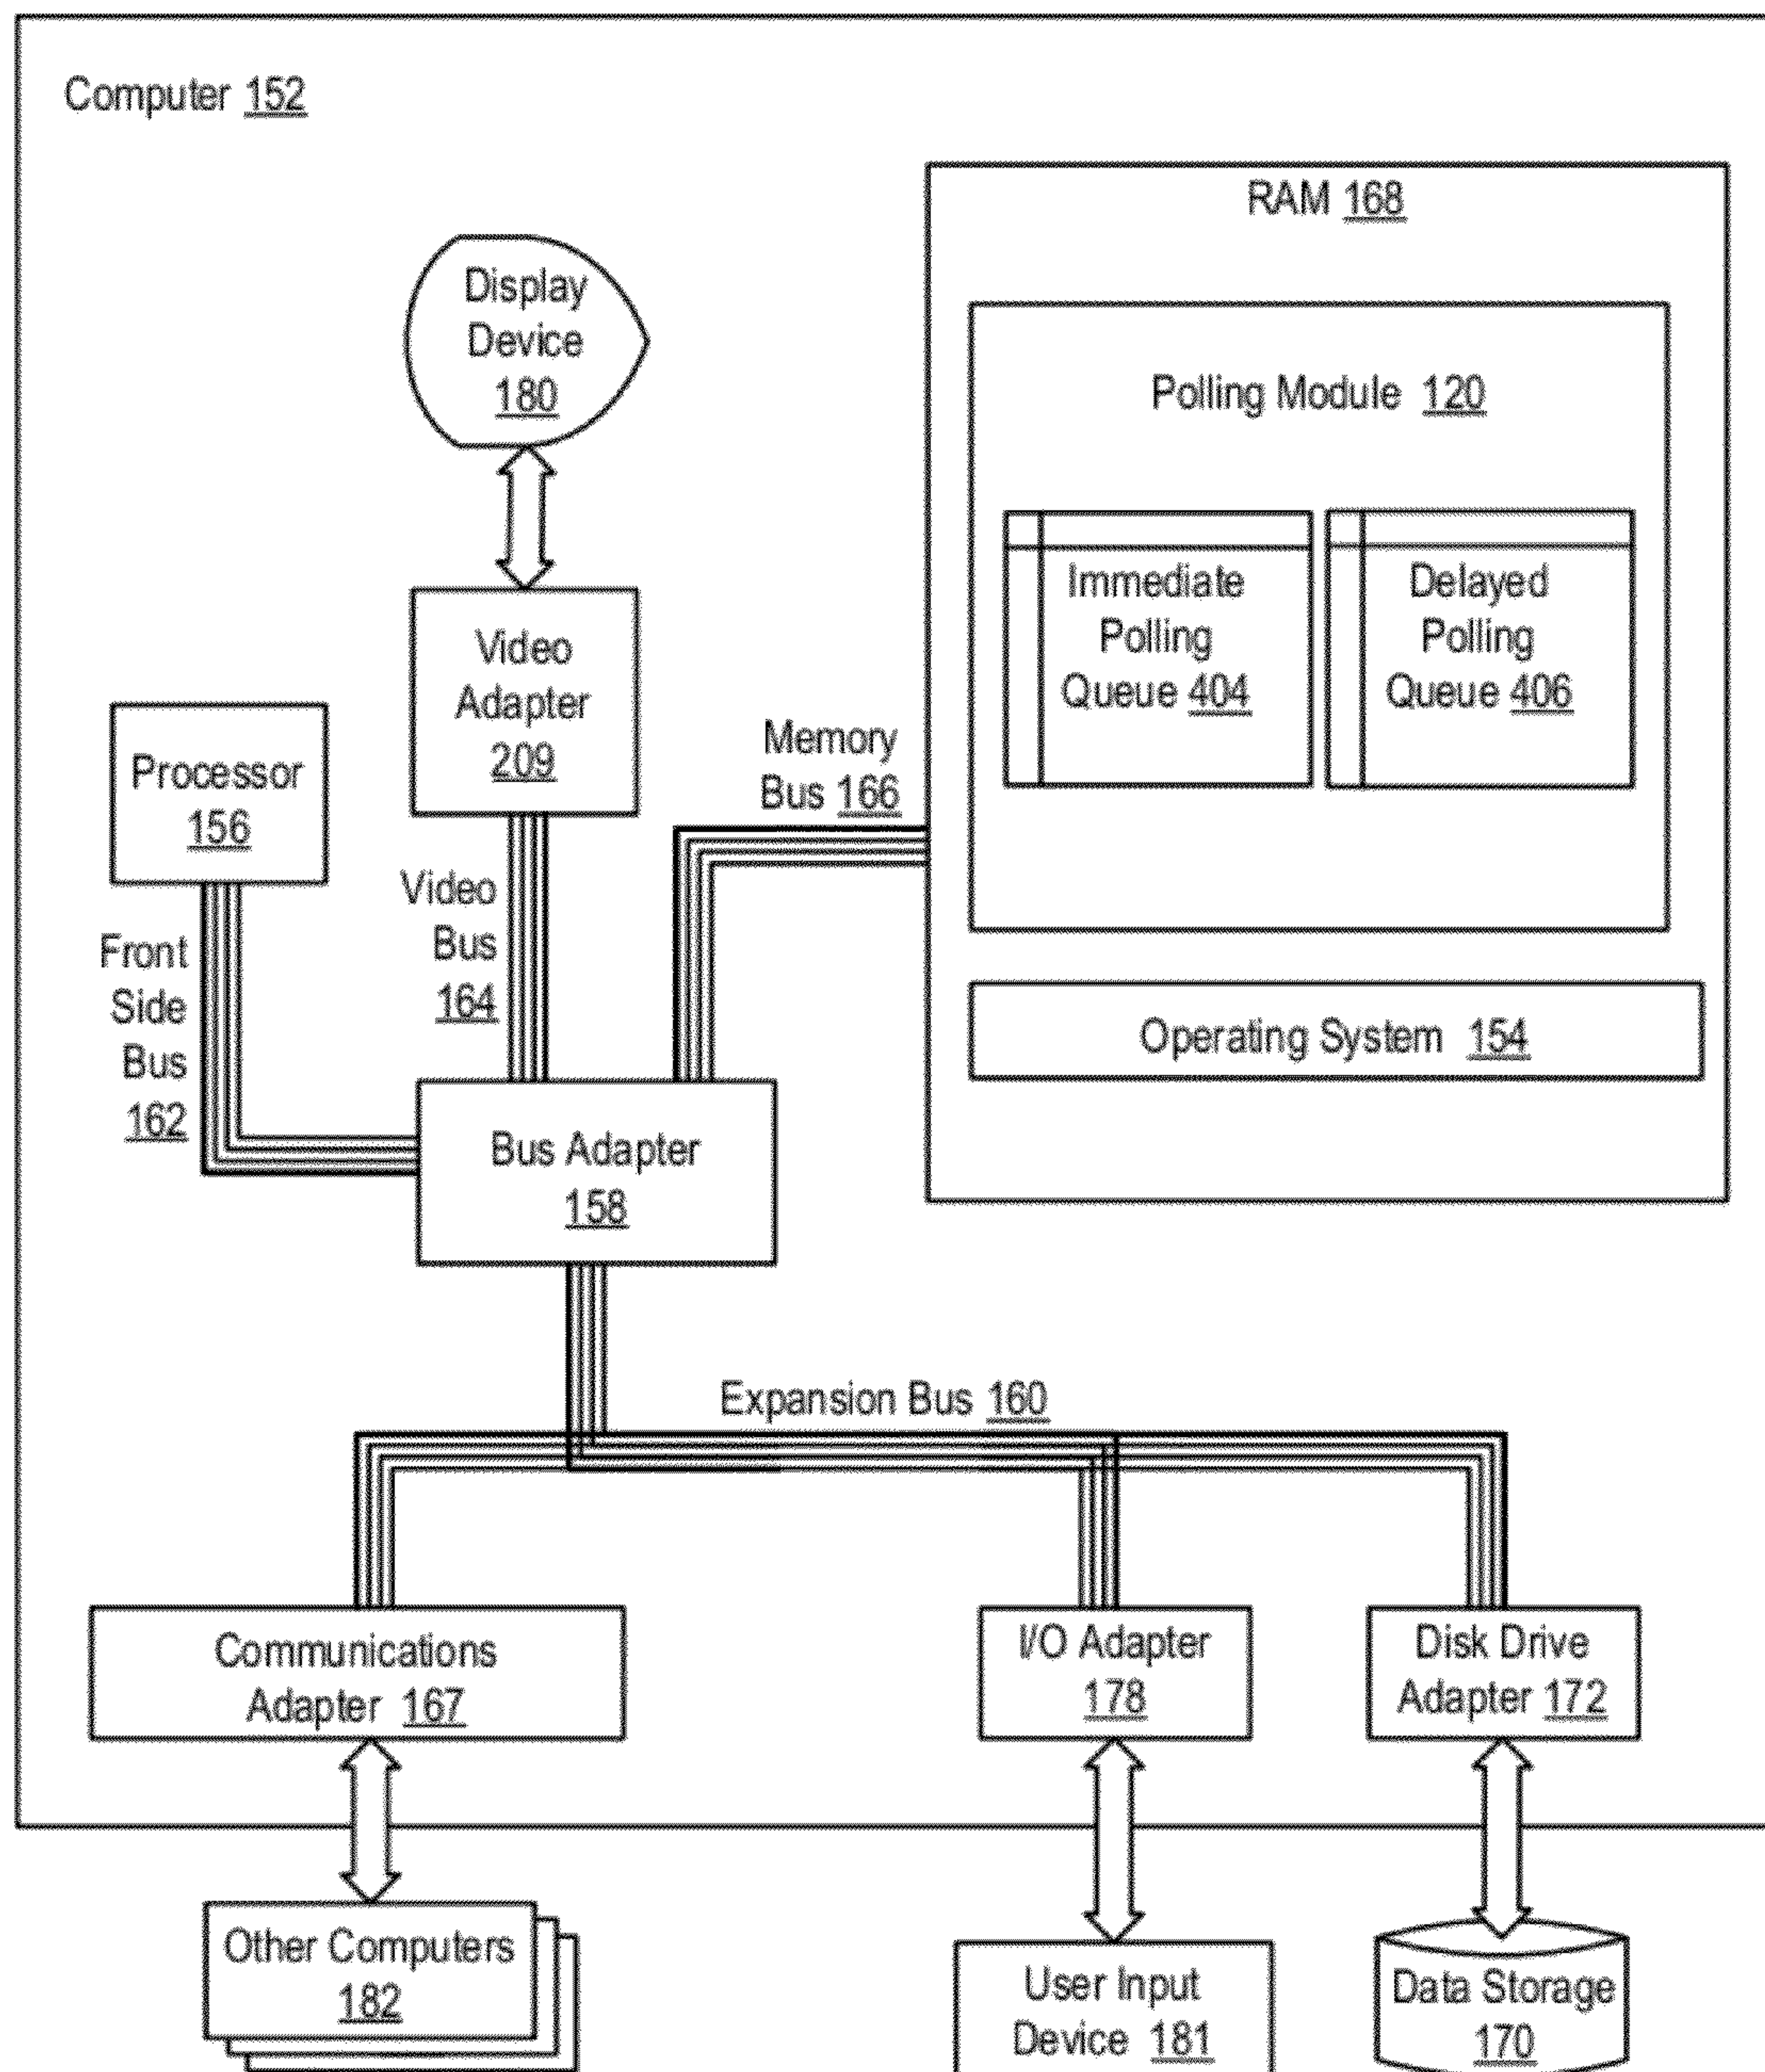 Computer 152
RAM 168
Display
Device
180
Polling Module 120
Immediate
Polling
Queue 404
Delayed
Polling
Queue 406
Video
Adapter
209
Processor
156
Memory
Bus 166
Video
Bus
164
Front
Side
Bus
162
Operating System 154
Bus Adapter
158
Expansion Bus 160
Communications
Adapter 167
I/O Adapter
178
Disk Drive
Adapter 172
Other Computers
182
User Input
Device 181
Data Storage
170